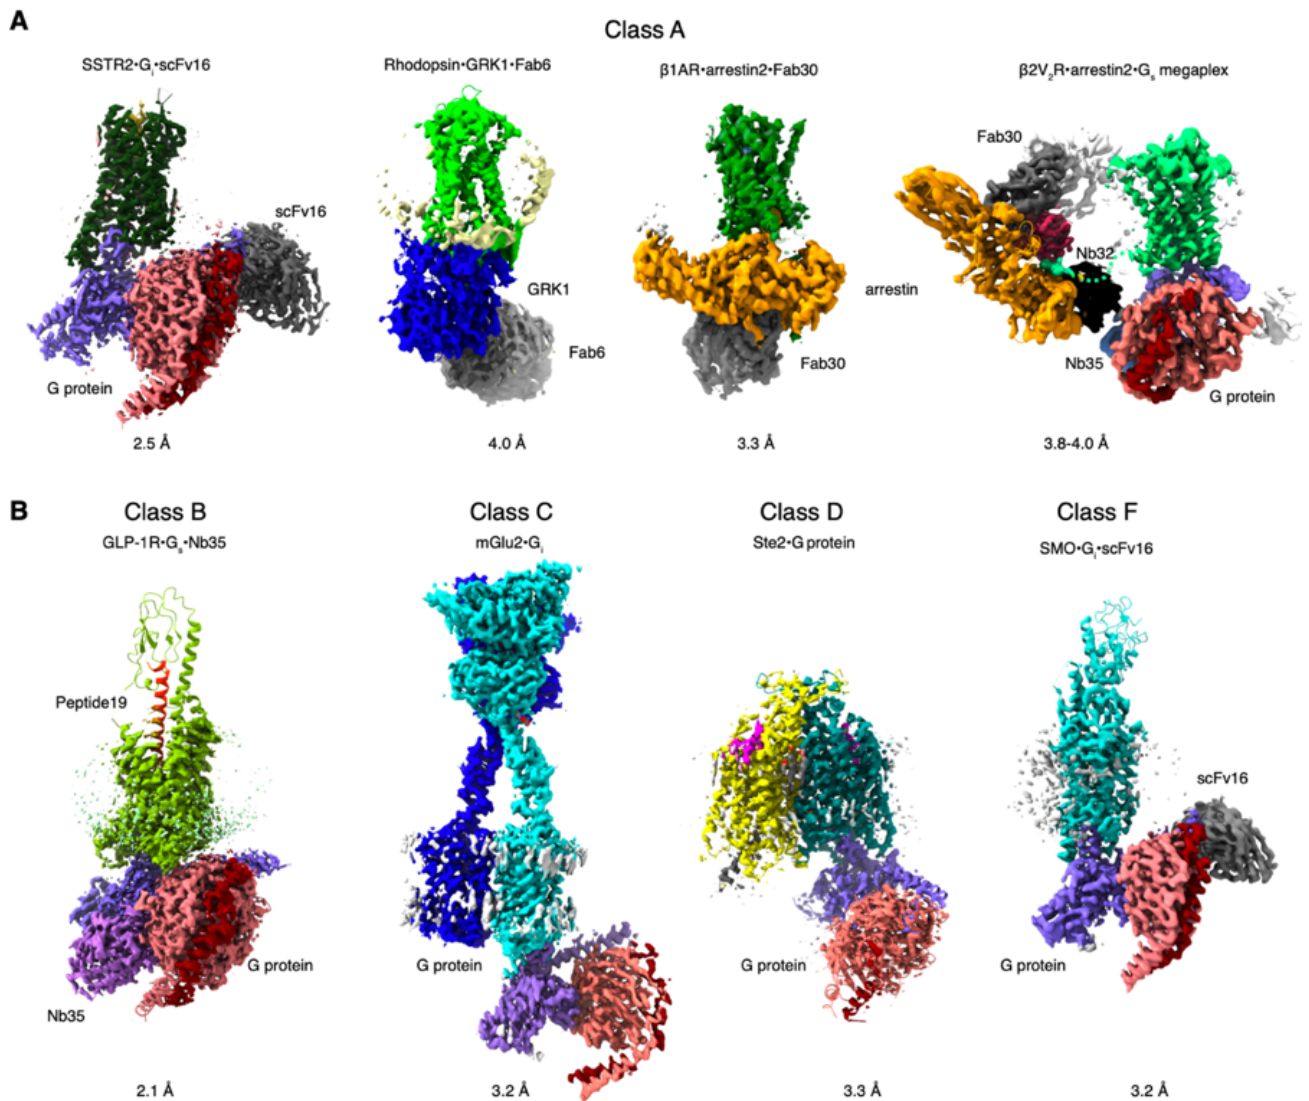 A
Class A
SSTR2•Gᵢ•scFv16
Rhodopsin•GRK1•Fab6
β1AR•arrestin2•Fab30
β2V₂R•arrestin2•Gₛ megaplex
Fab30
scFv16
Nb32
GRK1
arrestin
Fab6
Fab30
Nb35
G protein
G protein
2.5 Å
4.0 Å
3.3 Å
3.8-4.0 Å
B
Class B
Class C
Class D
Class F
GLP-1R•Gₛ•Nb35
mGlu2•Gᵢ
Ste2•G protein
SMO•Gᵢ•scFv16
Peptide19
scFv16
G protein
G protein
G protein
G protein
Nb35
2.1 Å
3.2 Å
3.3 Å
3.2 Å